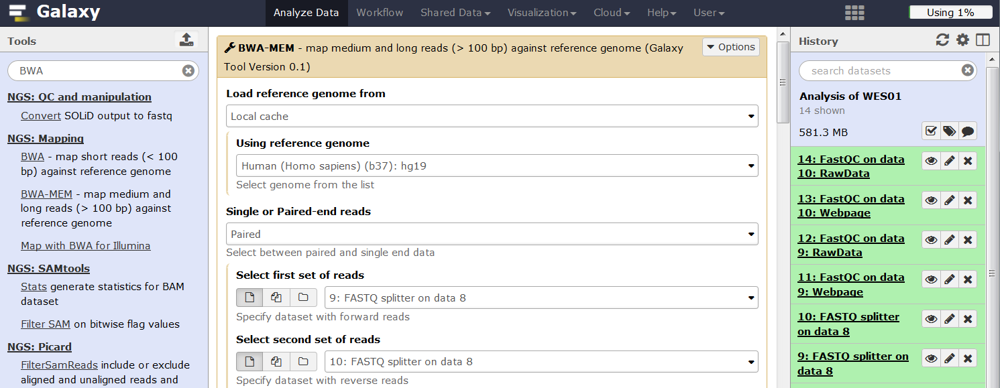 Galaxy
Analyze Data Workflow Shared Data Visualization Cloud Help User
Using 1%
Tools
BWA
NGS: QC and manipulation
Convert SOLiD output to fastq
NGS: Mapping
BWA - map short reads (< 100
bp) against reference genome
BWA-MEM - map medium and
long reads (> 100 bp) against
reference genome
Map with BWA for Illumina
NGS: SAMtools
Stats generate statistics for BAM
dataset
Filter SAM on bitwise flag values
NGS: Picard
FilterSamReads include or exclude
aligned and unaligned reads and
BWA-MEM - map medium and long reads (> 100 bp) against reference genome (Galaxy
Tool Version 0.1)
Options
Load reference genome from
Local cache
Using reference genome
Human (Homo sapiens) (b37): hg19
Select genome from the list
Single or Paired-end reads
Paired
Select between paired and single end data
Select first set of reads
9: FASTQ splitter on data 8
Specify dataset with forward reads
Select second set of reads
10: FASTQ splitter on data 8
Specify dataset with reverse reads
History
search datasets
Analysis of WES01
14 shown
581.3 MB
14: FastQC on data
10: RawData
13: FastQC on data
10: Webpage
12: FastQC on data
9: RawData
11: FastQC on data
9: Webpage
10: FASTQ splitter
on data 8
9: FASTQ splitter on
data 8